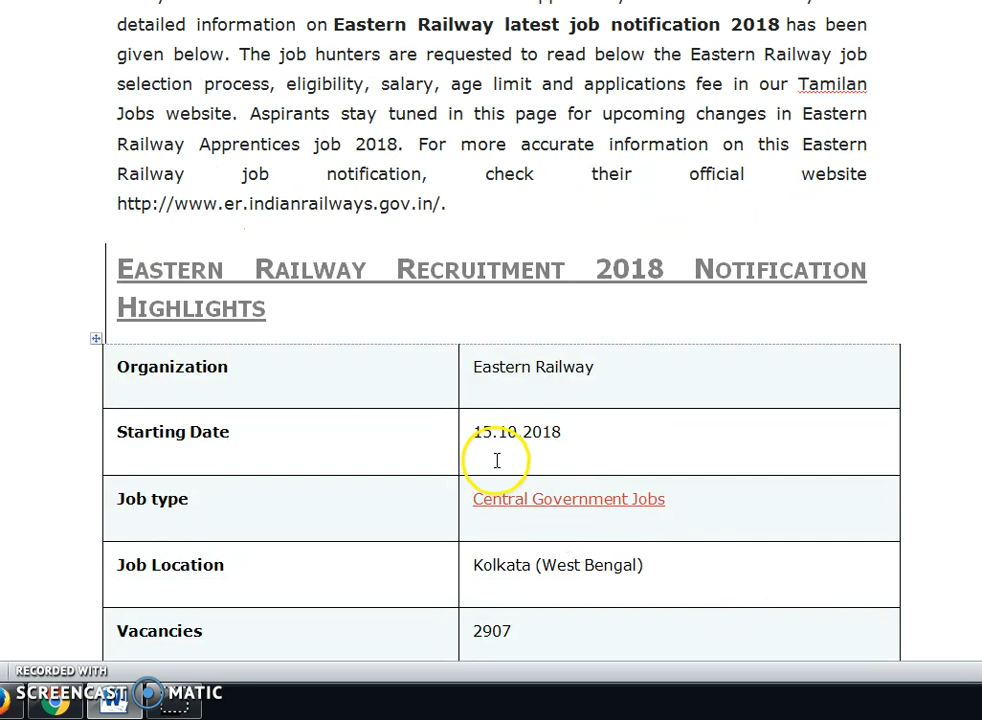 detailed information on Eastern Railway latest job notification 2018 has been
given below. The job hunters are requested to read below the Eastern Railway job
selection process, eligibility, salary, age limit and applications fee in our Tamilan
Jobs website. Aspirants stay tuned in this page for upcoming changes in Eastern
Railway Apprentices job 2018. For more accurate information on this Eastern
Railway job notification, check their official website
http://www.er.indianrailways.gov.in/.
EASTERN RAILWAY RECRUITMENT 2018 NOTIFICATION
HIGHLIGHTS
Organization Eastern Railway
Starting Date 15.10.2018
Job type Central Government Jobs
Job Location Kolkata (West Bengal)
Vacancies 2907
RECORDED WITH
SCREENCAST MATIC